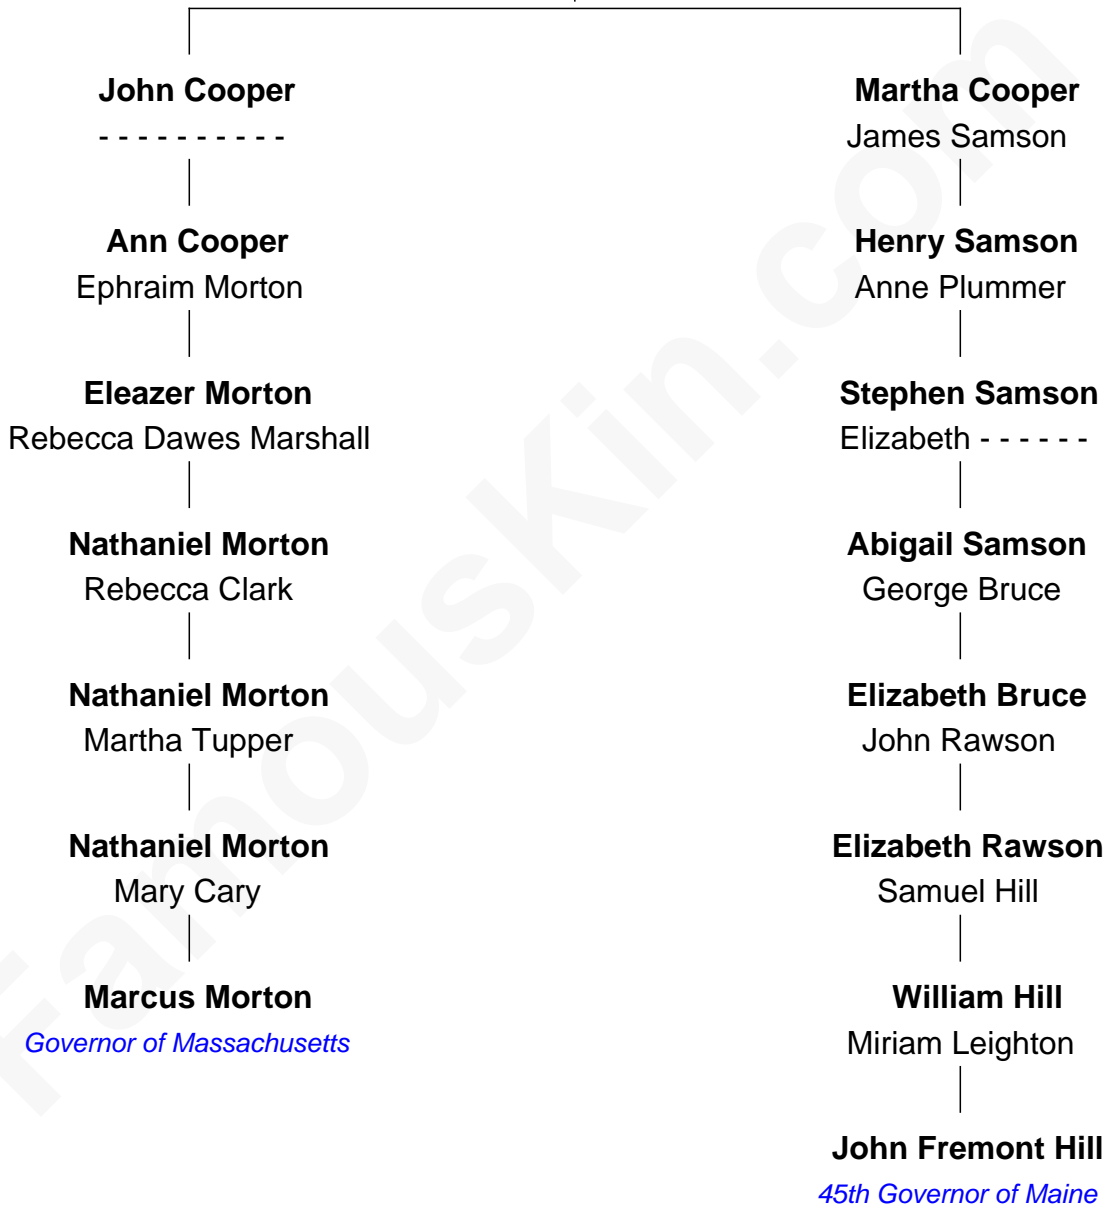 John Cooper
- - - - - - - - - -
Ann Cooper
Ephraim Morton
Eleazer Morton
Rebecca Dawes Marshall
Nathaniel Morton
Rebecca Clark
Nathaniel Morton
Martha Tupper
Nathaniel Morton
Mary Cary
Marcus Morton
Governor of Massachusetts
Martha Cooper
James Samson
Henry Samson
Anne Plummer
Stephen Samson
Elizabeth - - - - - -
Abigail Samson
George Bruce
Elizabeth Bruce
John Rawson
Elizabeth Rawson
Samuel Hill
William Hill
Miriam Leighton
John Fremont Hill
45th Governor of Maine
FamousKin.com